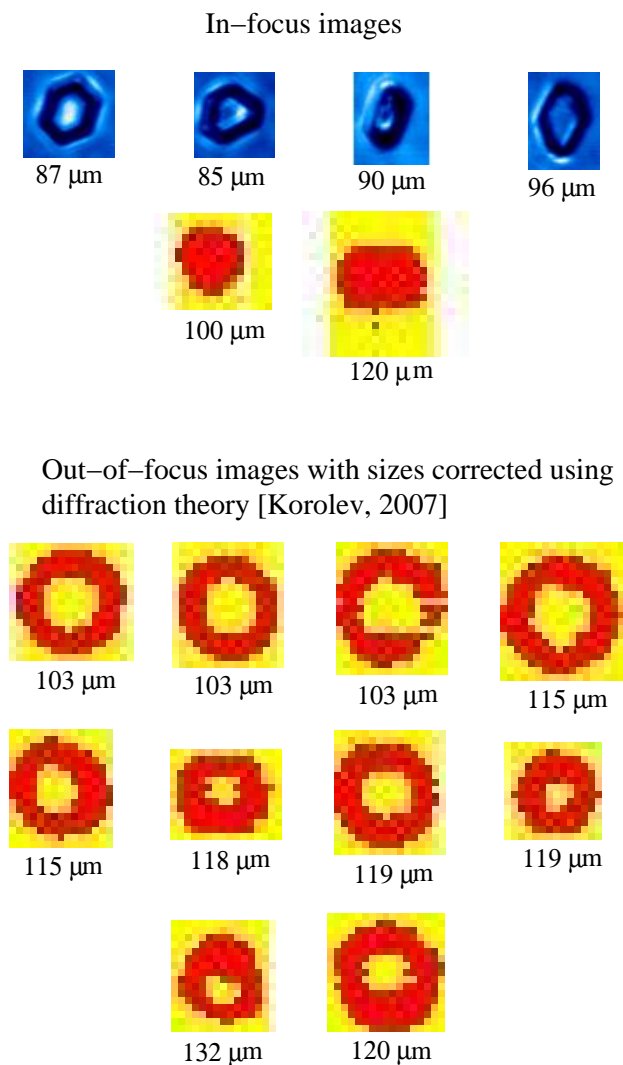 In−focus images
87 μm
85 μm
90 μm
96 μm
100 μm
120 μm
Out−of−focus images with sizes corrected using
diffraction theory [Korolev, 2007]
103 μm
103 μm
103 μm
115 μm
115 μm
118 μm
119 μm
119 μm
132 μm
120 μm